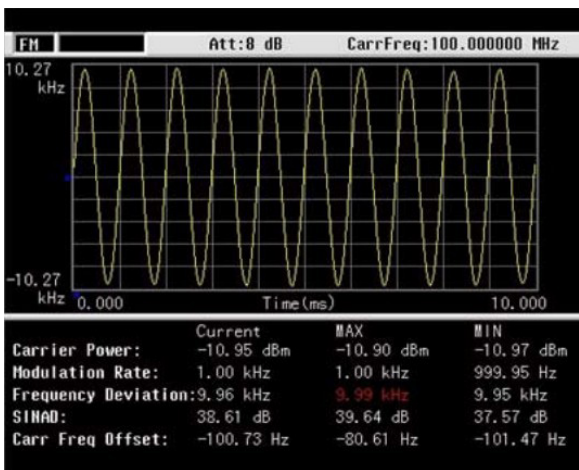 FM Att:8 dB CarrFreq:100.000000 MHz
10.27
kHz
-10.27
kHz 0.000 Time(ms) 10.000
Current MAX MIN
Carrier Power: -10.95 dBm -10.90 dBm -10.97 dBm
Modulation Rate: 1.00 kHz 1.00 kHz 999.95 Hz
Frequency Deviation:9.96 kHz 9.99 kHz 9.95 kHz
SINAD: 38.61 dB 39.64 dB 37.57 dB
Carr Freq Offset: -100.73 Hz -80.61 Hz -101.47 Hz